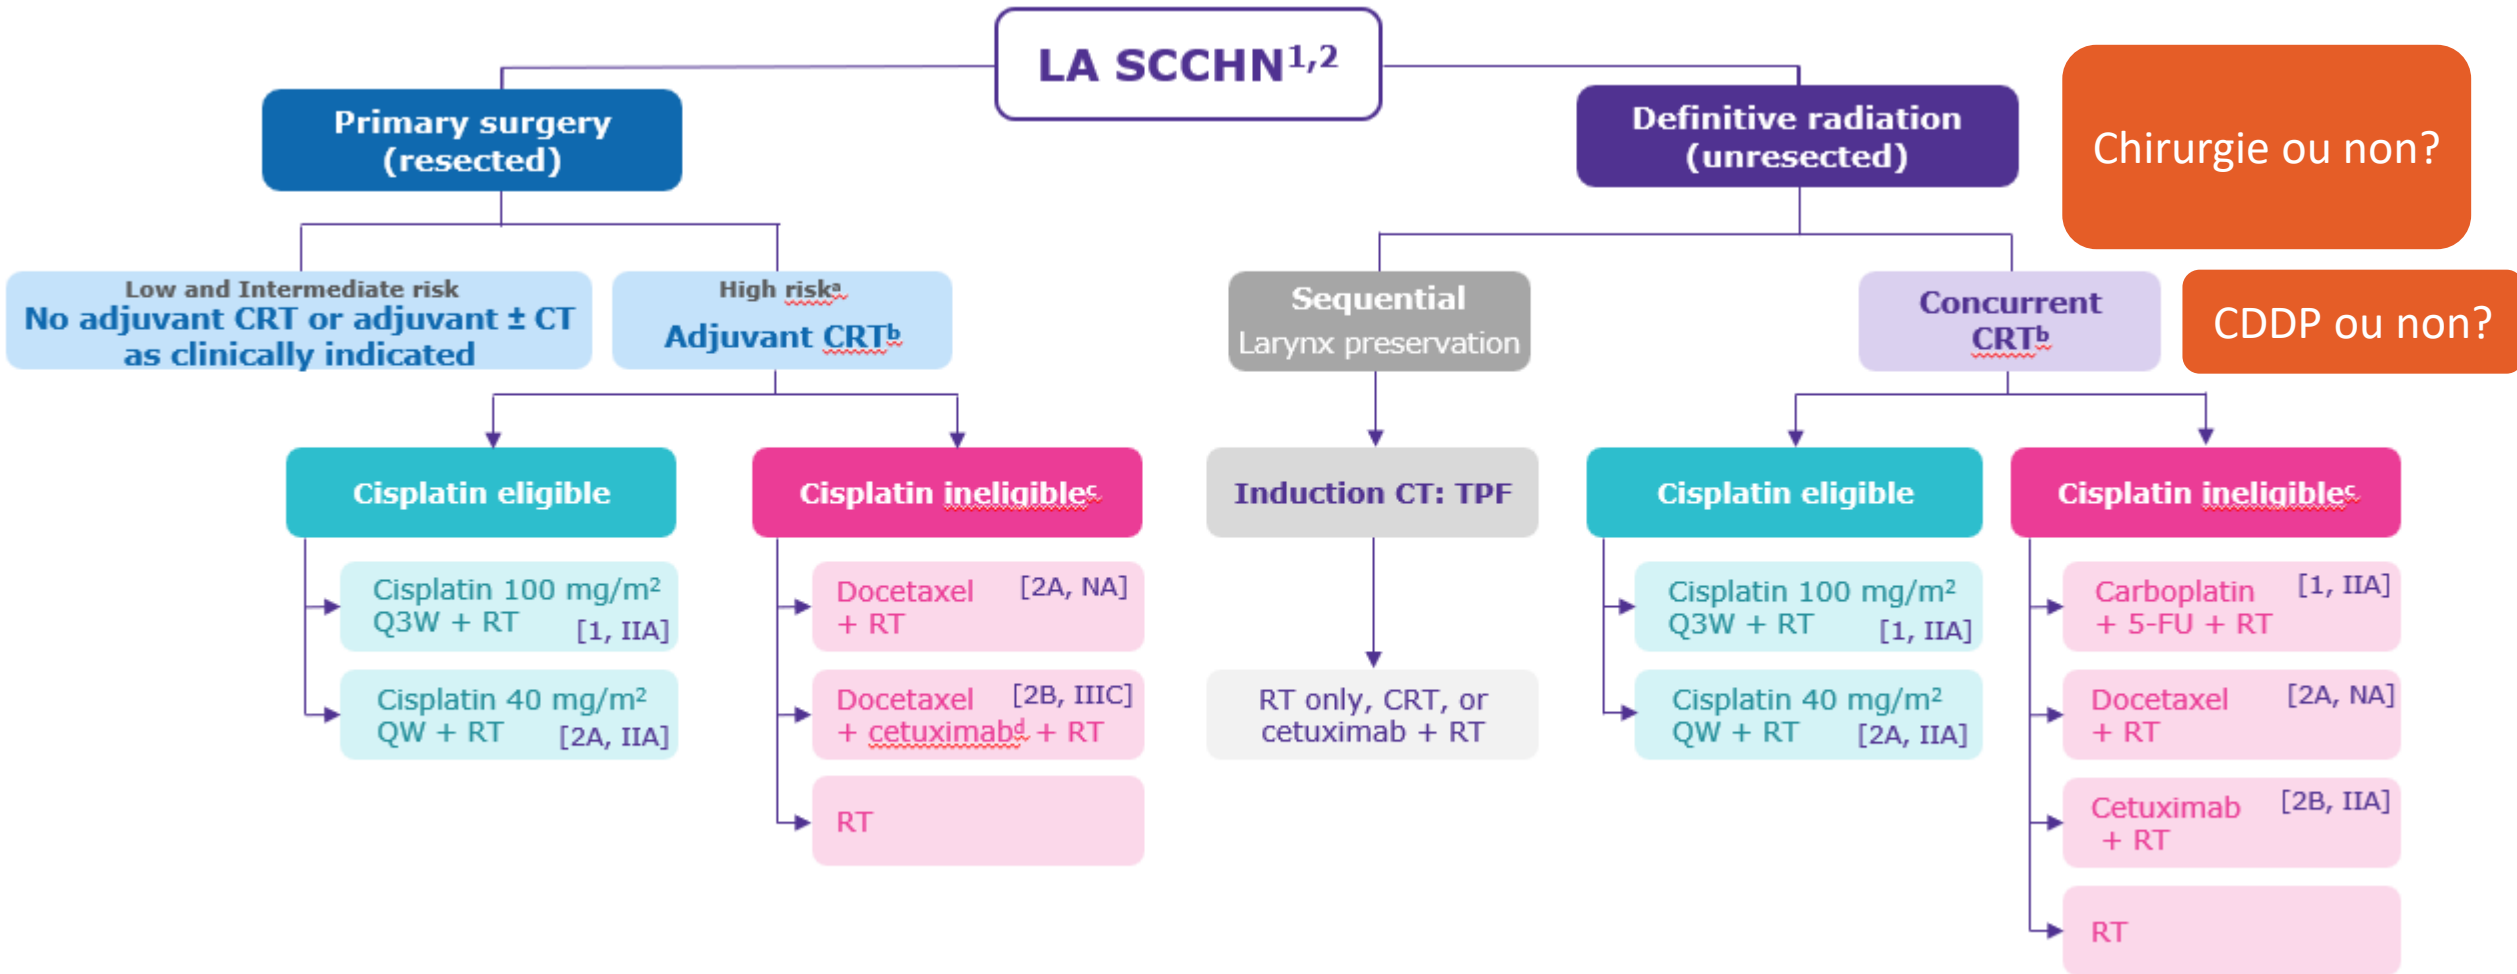 LA SCCHN¹,²
Primary surgery
(resected)
Definitive radiation
(unresected)
Chirurgie ou non?
Low and Intermediate risk
No adjuvant CRT or adjuvant ± CT
as clinically indicated
High riskᵃ
Adjuvant CRTᵇ
Sequential
Larynx preservation
Concurrent
CRTᵇ
CDDP ou non?
Cisplatin eligible
Cisplatin ineligibleᶜ
Induction CT: TPF
Cisplatin eligible
Cisplatin ineligibleᶜ
Cisplatin 100 mg/m²
Q3W + RT [1, IIA]
Cisplatin 40 mg/m²
QW + RT [2A, IIA]
Docetaxel [2A, NA]
+ RT
Docetaxel [2B, IIIC]
+ cetuximabᵈ + RT
RT
RT only, CRT, or
cetuximab + RT
Cisplatin 100 mg/m²
Q3W + RT [1, IIA]
Cisplatin 40 mg/m²
QW + RT [2A, IIA]
Carboplatin [1, IIA]
+ 5-FU + RT
Docetaxel [2A, NA]
+ RT
Cetuximab [2B, IIA]
+ RT
RT